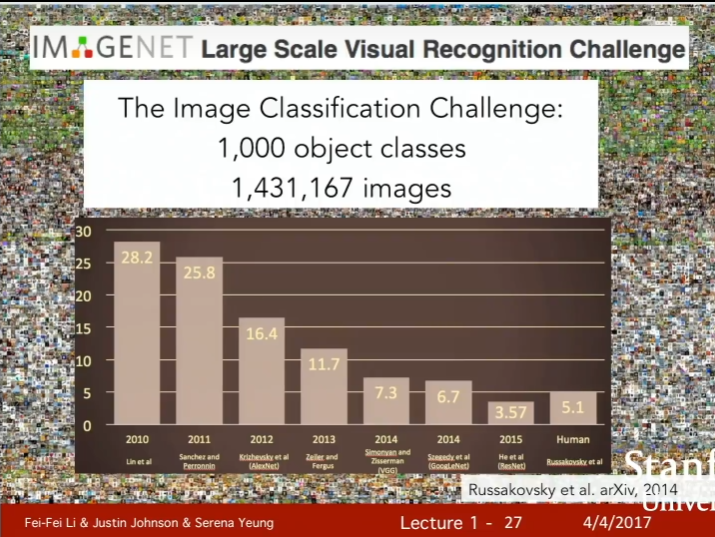 IMAGENET Large Scale Visual Recognition Challenge
The Image Classification Challenge:
1,000 object classes
1,431,167 images
30
25
20
15
10
5
0
28.2
25.8
16.4
11.7
7.3
6.7
3.57
5.1
2010
2011
2012
2013
2014
2014
2015
Human
Lin et al
Sanchez and
Perronnin
Krizhevsky et al
(AlexNet)
Zeiler and
Fergus
Simonyan and
Zisserman
(VGG)
Szegedy et al
(GoogLeNet)
He et al
(ResNet)
Russakovsky et al
Russakovsky et al. arXiv, 2014
Stanf
Univer
Fei-Fei Li & Justin Johnson & Serena Yeung
Lecture 1 - 27
4/4/2017